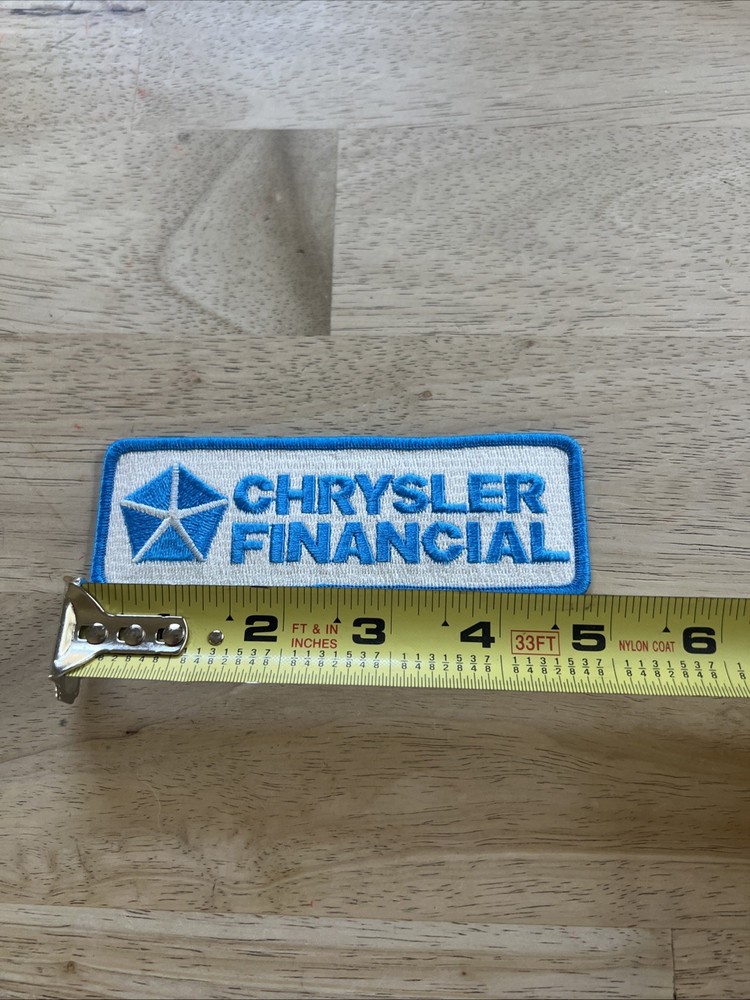 CHRYSLER
FINANCIAL
2 FT & IN INCHES 3 4 33FT 5 NYLON COAT 6